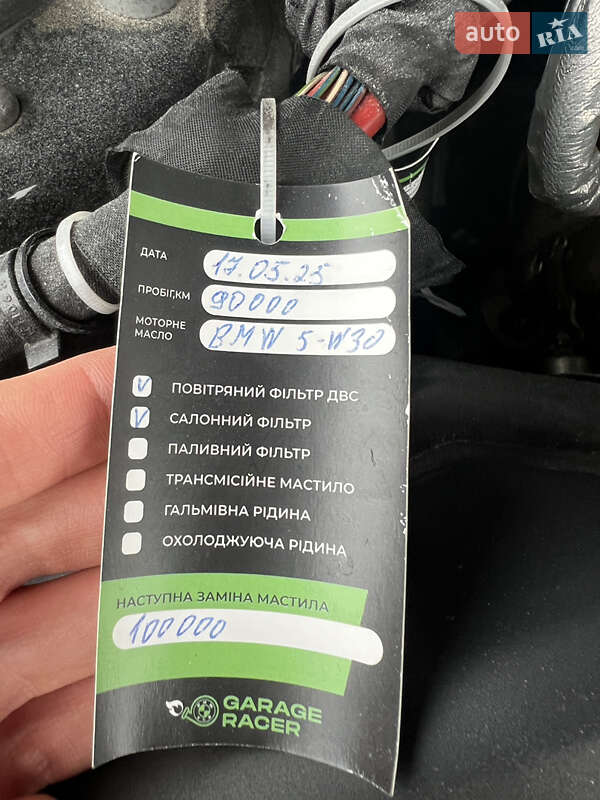 auto RIA
.com
ДАТА 17.05.25
ПРОБІГ,КМ 90000
МОТОРНЕ МАСЛО BMW 5-W30
V ПОВІТРЯНИЙ ФІЛЬТР ДВС
V САЛОННИЙ ФІЛЬТР
ПАЛИВНИЙ ФІЛЬТР
ТРАНСМІСІЙНЕ МАСТИЛО
ГАЛЬМІВНА РІДИНА
ОХОЛОДЖУЮЧА РІДИНА
НАСТУПНА ЗАМІНА МАСТИЛА
100000
GARAGE
RACER